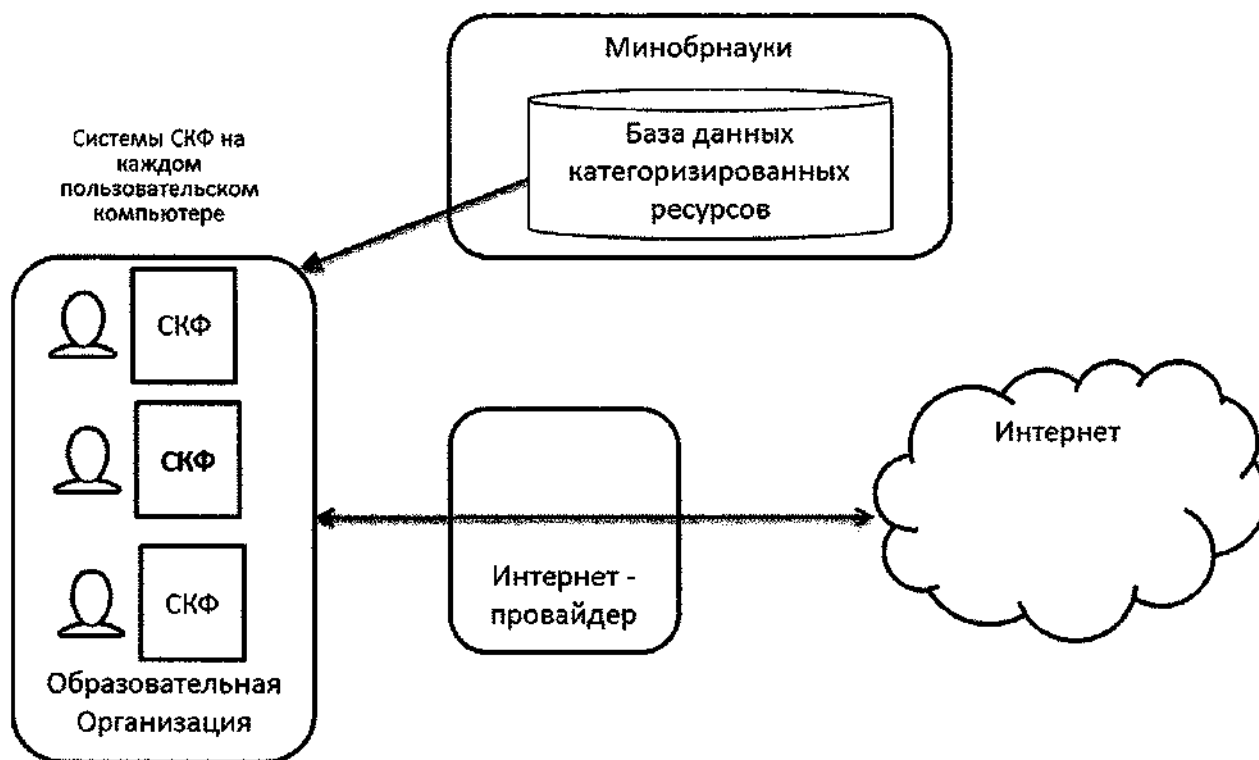 Минобрнауки
База данных
категоризированных
ресурсов
Системы СКФ на
каждом
пользовательском
компьютере
СКФ
СКФ
СКФ
Образовательная
Организация
Интернет -
провайдер
Интернет